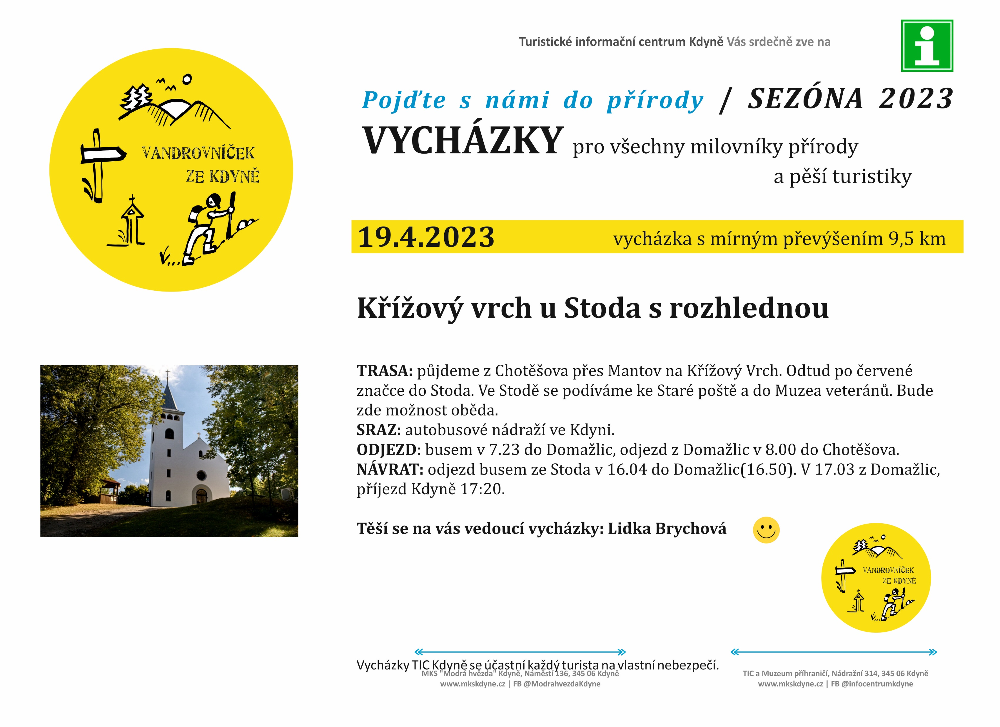 Turistické informační centrum Kdyně Vás srdečně zve na
i
Pojďte s námi do přírody / SEZÓNA 2023
VYCHÁZKY pro všechny milovníky přírody
a pěší turistiky
VANDROVNÍČEK
ZE KDYNĚ
19.4.2023 vycházka s mírným převýšením 9,5 km
Křížový vrch u Stoda s rozhlednou
TRASA: půjdeme z Chotěšova přes Mantov na Křížový Vrch. Odtud po červené
značce do Stoda. Ve Stodě se podíváme ke Staré poště a do Muzea veteránů. Bude
zde možnost oběda.
SRAZ: autobusové nádraží ve Kdyni.
ODJEZD: busem v 7.23 do Domažlic, odjezd z Domažlic v 8.00 do Chotěšova.
NÁVRAT: odjezd busem ze Stoda v 16.04 do Domažlic(16.50). V 17.03 z Domažlic,
příjezd Kdyně 17:20.
Těší se na vás vedoucí vycházky: Lidka Brychová
VANDROVNÍČEK
ZE KDYNĚ
Vycházky TIC Kdyně se účastní každý turista na vlastní nebezpečí.
MKS "Modrá hvězda" Kdyně, Náměstí 136, 345 06 Kdyně
www.mkskdyne.cz | FB @ModrahvezdaKdyne
TIC a Muzeum příhraničí, Nádražní 314, 345 06 Kdyně
www.mkskdyne.cz | FB @infocentrumkdyne